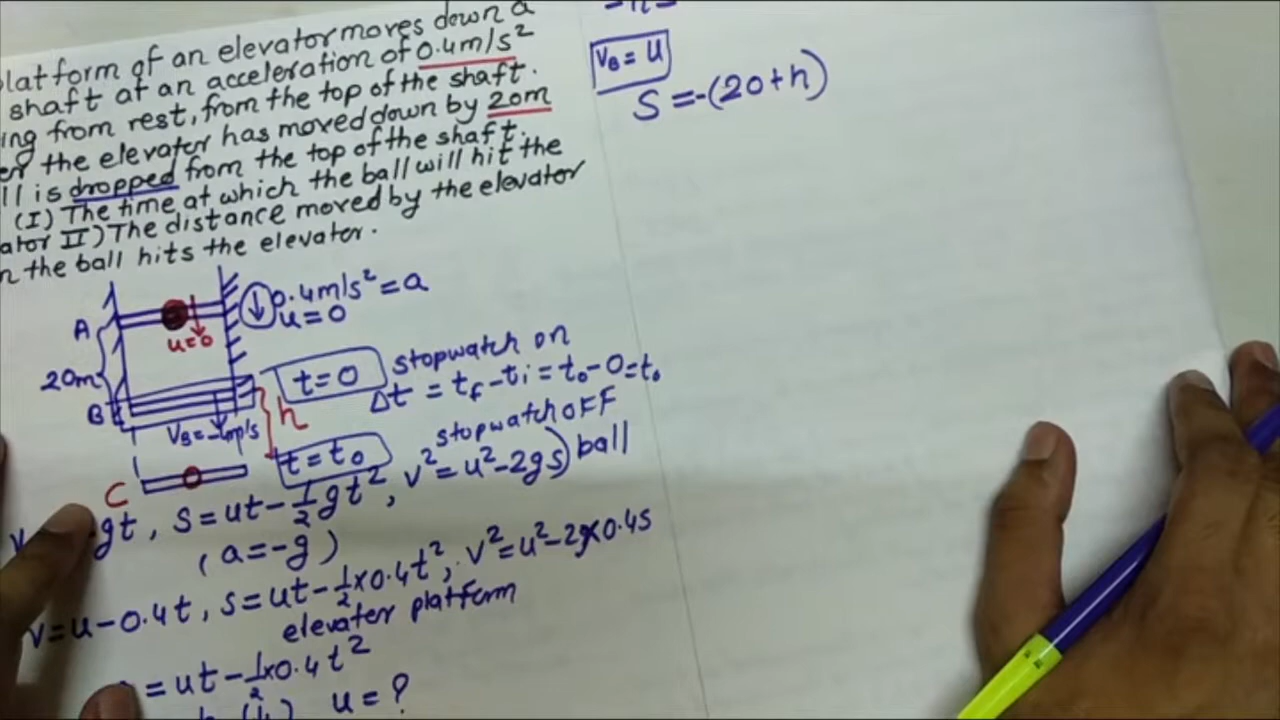 platform of an elevator moves down a
shaft at an acceleration of 0.4m/s²
ing from rest, from the top of the shaft.
en the elevator has moved down by 20m
ll is dropped from the top of the shaft.
(I) The time at which the ball will hit the
ator II) The distance moved by the elevator
n the ball hits the elevator.
A
u=0
0.4m/s² = a
u=0
20m
B
t=0
stopwatch on
Δt = tf - ti = t₀ - 0 = t₀
h
stopwatch OFF
t=t₀
C
gt, s=ut-½gt², v²=u²-2gs) ball
(a=-g)
v=u-0.4t, s=ut-½×0.4t², v²=u²-2×0.4s
elevater platform
=ut-½×0.4t²
u=?
V_B = u
S = -(20+h)